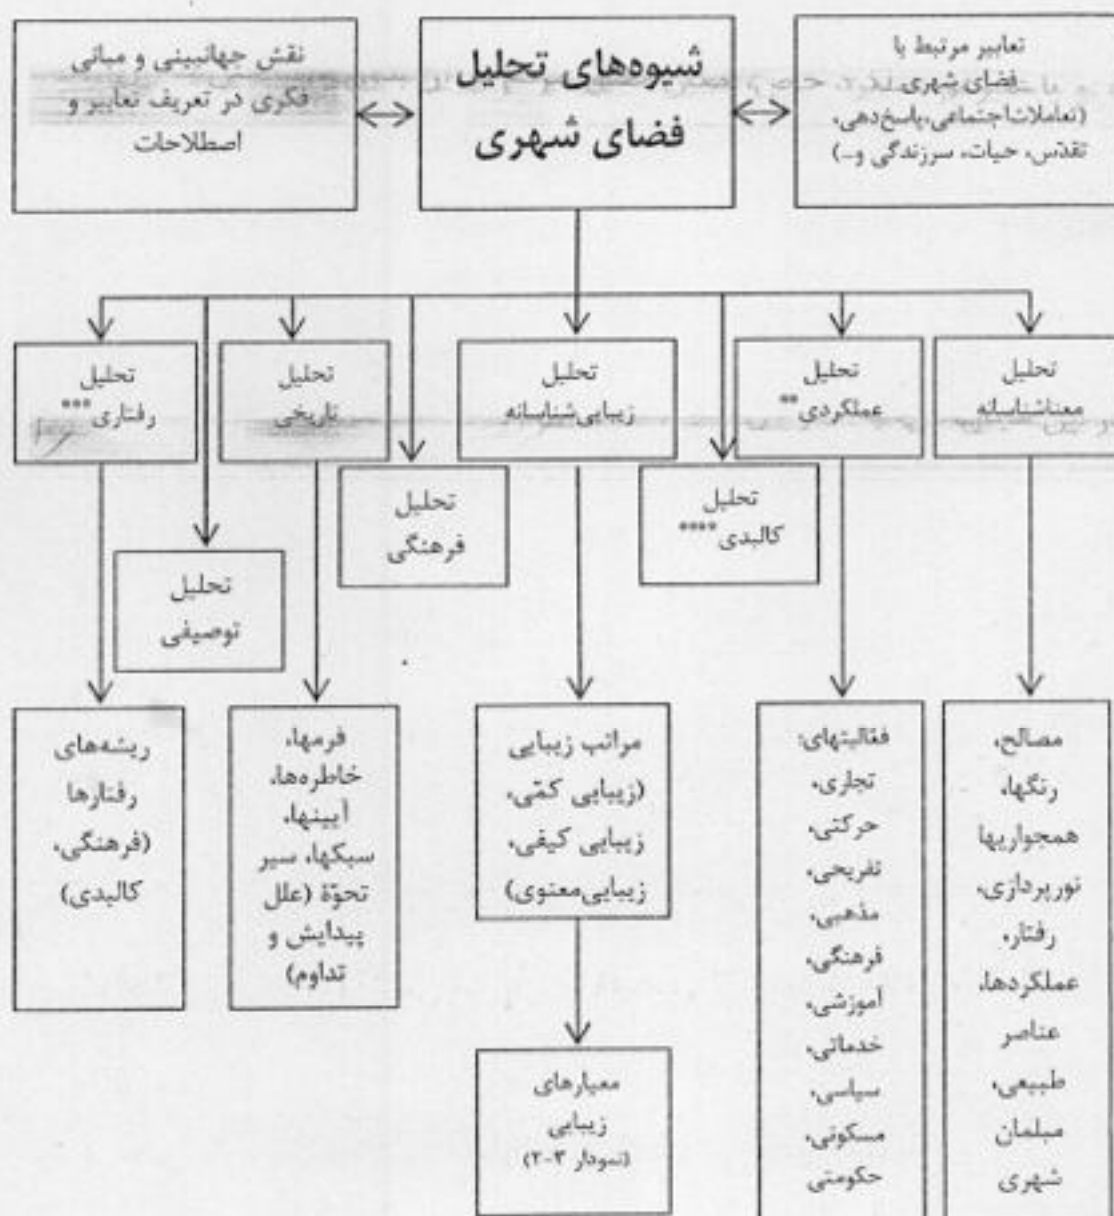 تعابیر مرتبط با
فضای شهری
(تعاملات‌اجتماعی، پاسخ‌دهی،
تقدّس، حیات، سرزندگی و...)
شیوه‌های تحلیل
فضای شهری
نقش جهانبینی و مبانی
فکری در تعریف تعابیر و
اصطلاحات
تحلیل
معناشناسانه
تحلیل
عملکردی**
تحلیل
زیبایی‌شناسانه
تحلیل
تاریخی
تحلیل
رفتاری***
تحلیل
کالبدی****
تحلیل
فرهنگی
تحلیل
توصیفی
مصالح،
رنگها،
همجواریها
نورپردازی،
رفتار،
عملکردها،
عناصر
طبیعی،
مبلمان
شهری
فعّالیتهای:
تجاری،
حرکتی،
تفریحی،
مذهبی،
فرهنگی،
آموزشی،
خدماتی،
سیاسی،
مسکونی،
حکومتی
مراتب زیبایی
(زیبایی کمّی،
زیبایی کیفی،
زیبایی‌معنوی)
معیارهای
زیبایی
(نمودار ۳-۲)
فرمها،
خاطره‌ها،
آیینها،
سبکها، سیر
تحوّة (علل
پیدایش و
تداوم)
ریشه‌های
رفتارها
(فرهنگی،
کالبدی)